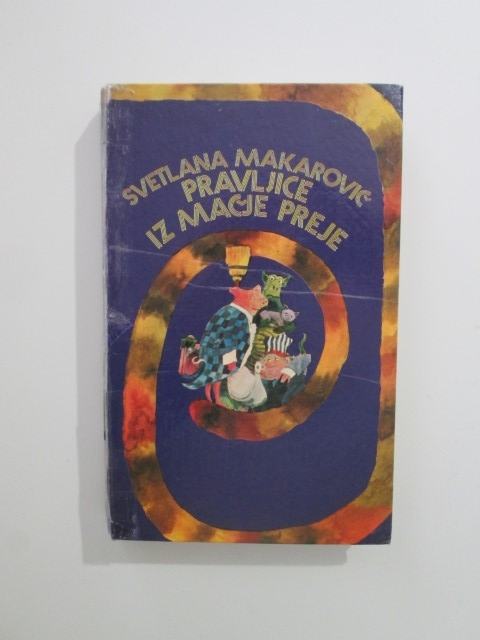 SVETLANA MAKAROVIČ
PRAVLJICE
IZ MAČJE PREJE